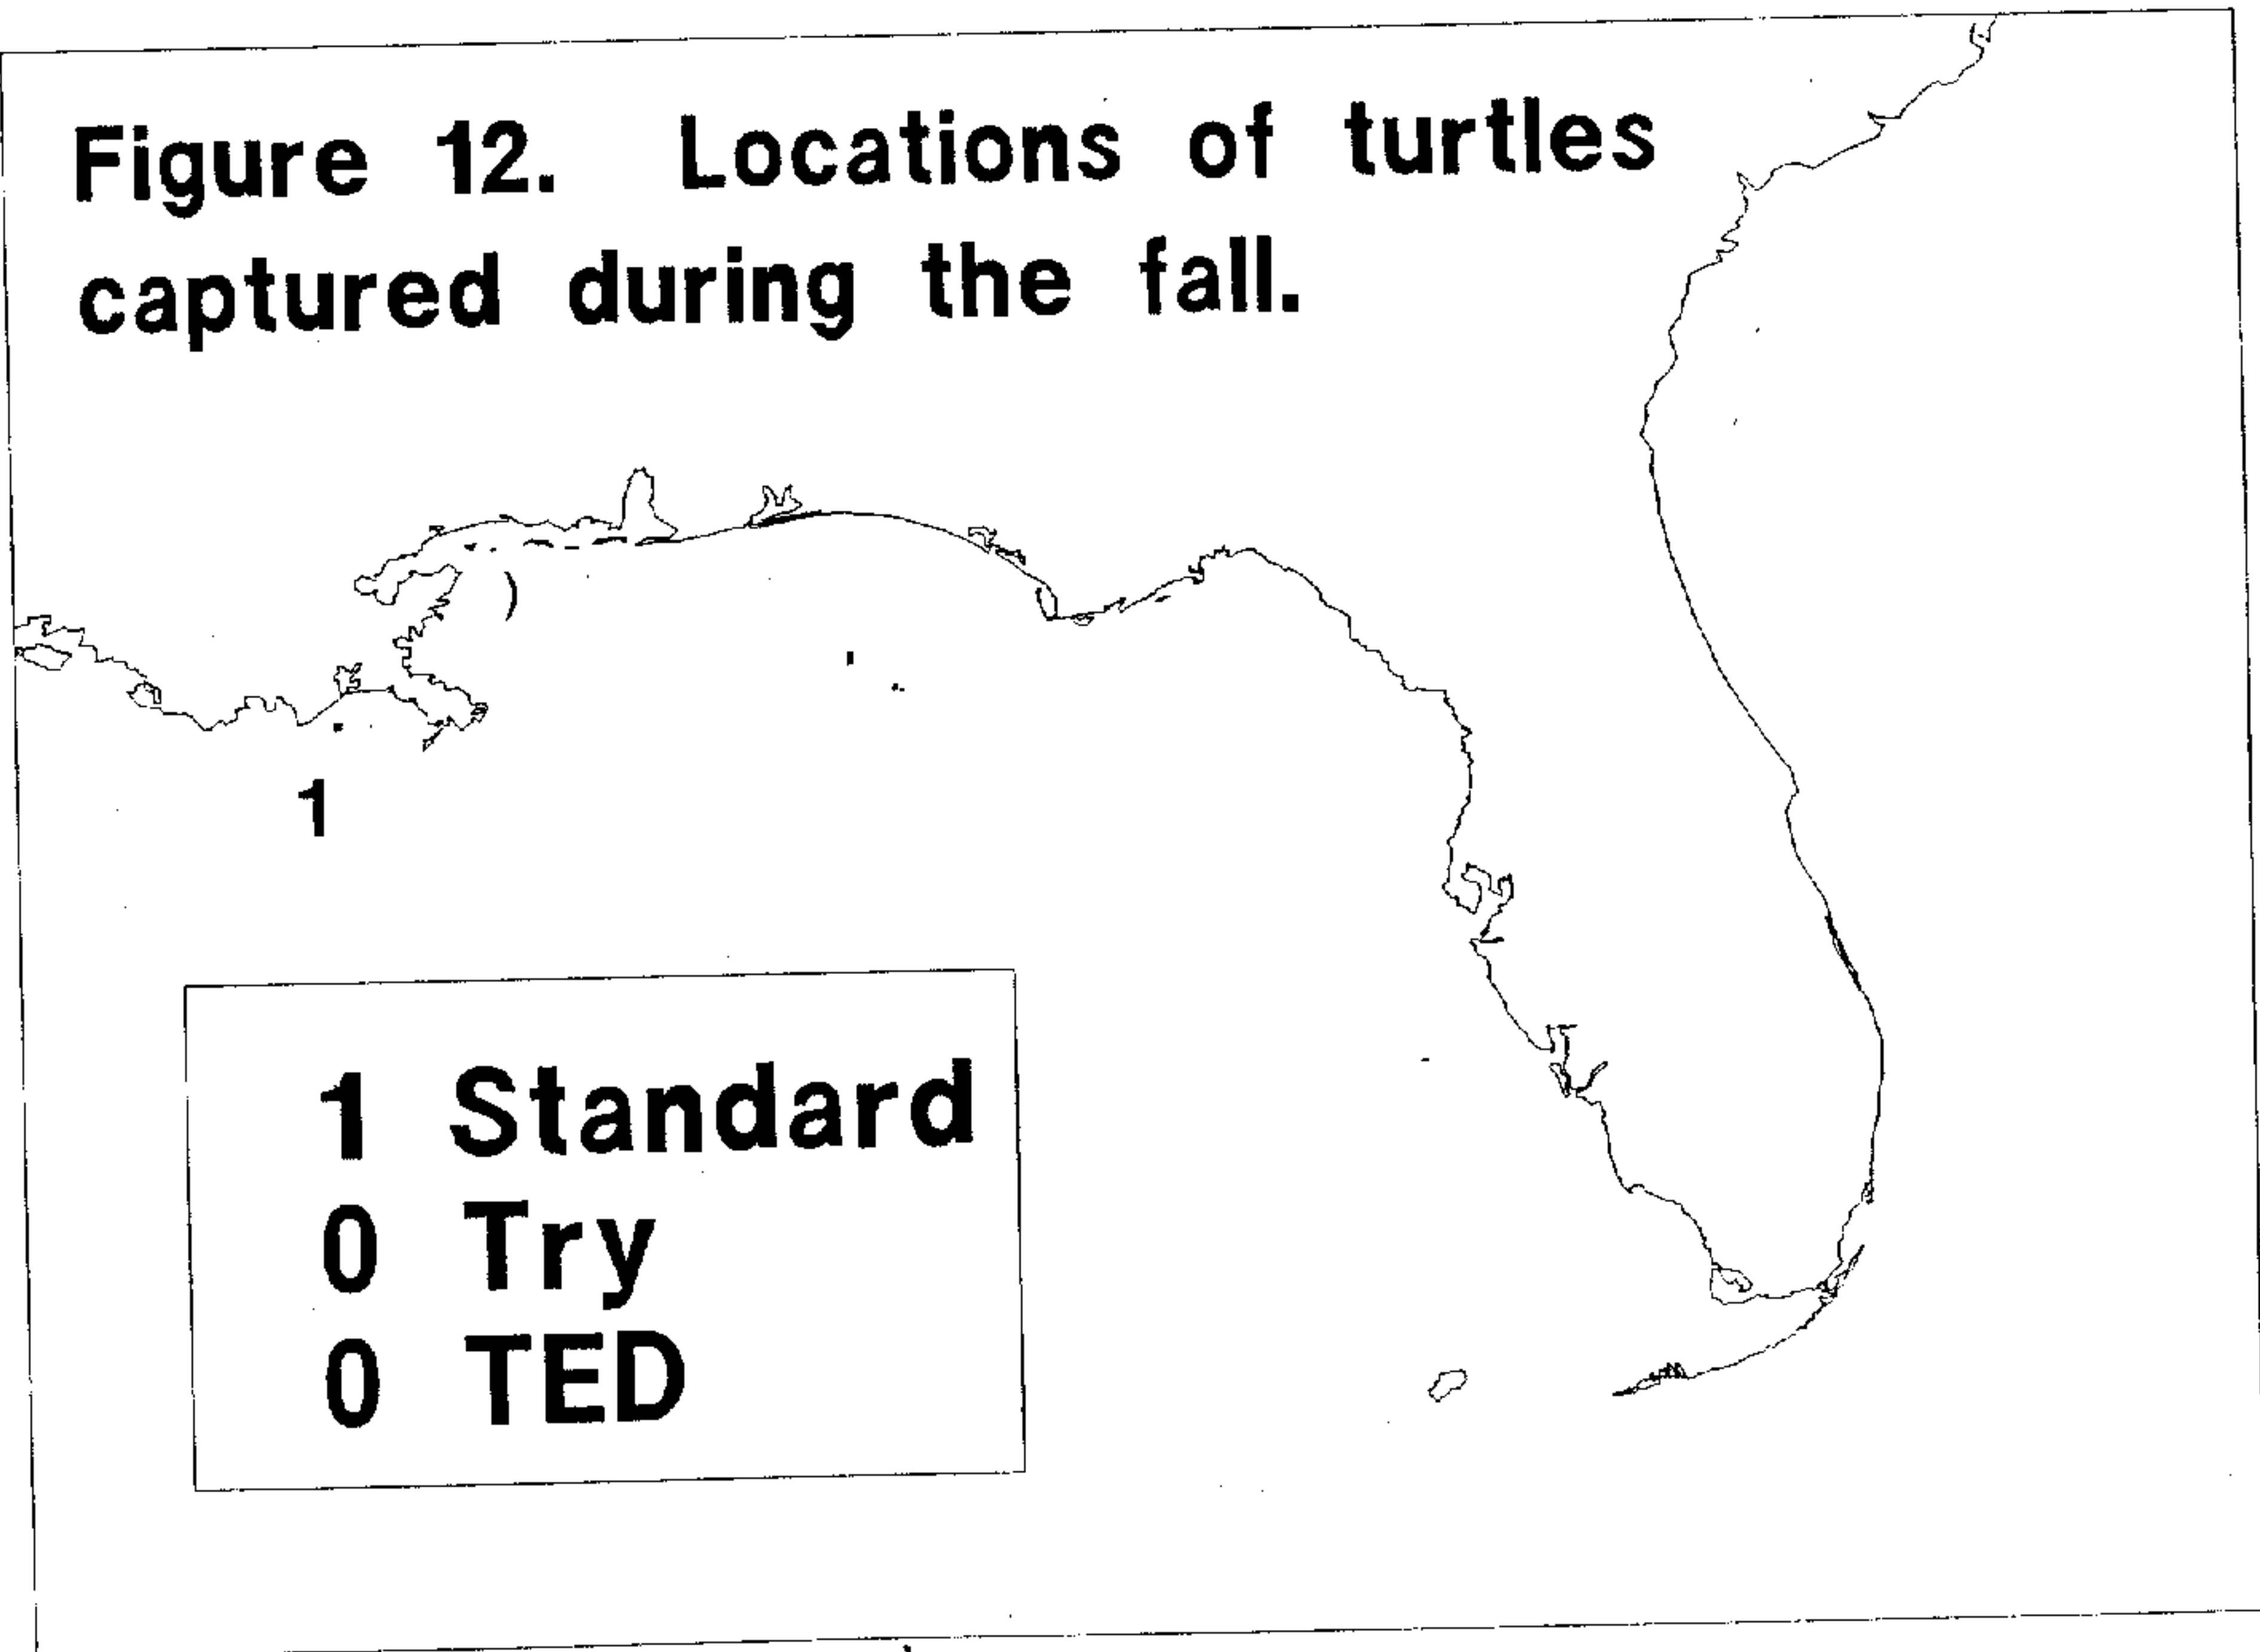 Figure 12. Locations of turtles
captured during the fall.
1
1 Standard
0 Try
0 TED